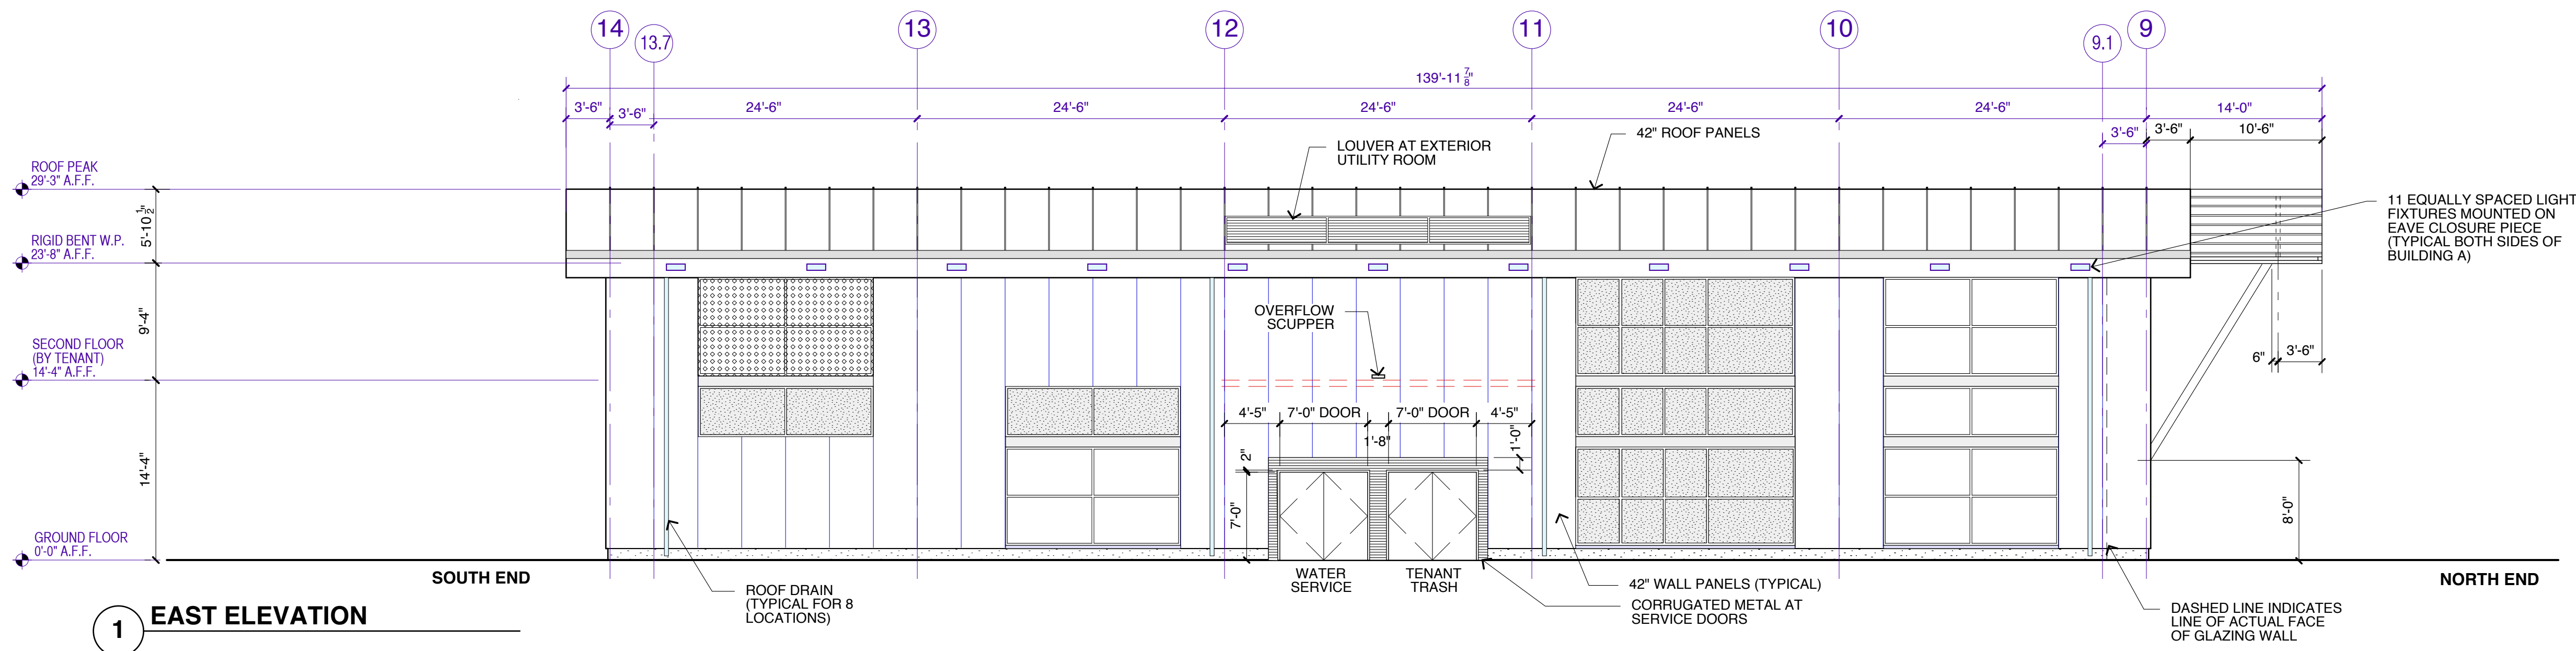 14
13.7
13
12
11
10
9.1
9
139'-11 7/8"
3'-6"
3'-6"
24'-6"
24'-6"
24'-6"
24'-6"
24'-6"
14'-0"
3'-6"
3'-6"
10'-6"
42" ROOF PANELS
LOUVER AT EXTERIOR
UTILITY ROOM
ROOF PEAK
29'-3" A.F.F.
5'-10 1/2"
RIGID BENT W.P.
23'-8" A.F.F.
11 EQUALLY SPACED LIGHT
FIXTURES MOUNTED ON
EAVE CLOSURE PIECE
(TYPICAL BOTH SIDES OF
BUILDING A)
9'-4"
OVERFLOW
SCUPPER
SECOND FLOOR
(BY TENANT)
14'-4" A.F.F.
6"
3'-6"
4'-5"
7'-0" DOOR
1'-8"
7'-0" DOOR
4'-5"
1'-0"
2"
14'-4"
7'-0"
8'-0"
GROUND FLOOR
0'-0" A.F.F.
SOUTH END
WATER
SERVICE
TENANT
TRASH
NORTH END
ROOF DRAIN
(TYPICAL FOR 8
LOCATIONS)
42" WALL PANELS (TYPICAL)
CORRUGATED METAL AT
SERVICE DOORS
DASHED LINE INDICATES
LINE OF ACTUAL FACE
OF GLAZING WALL
1
EAST ELEVATION